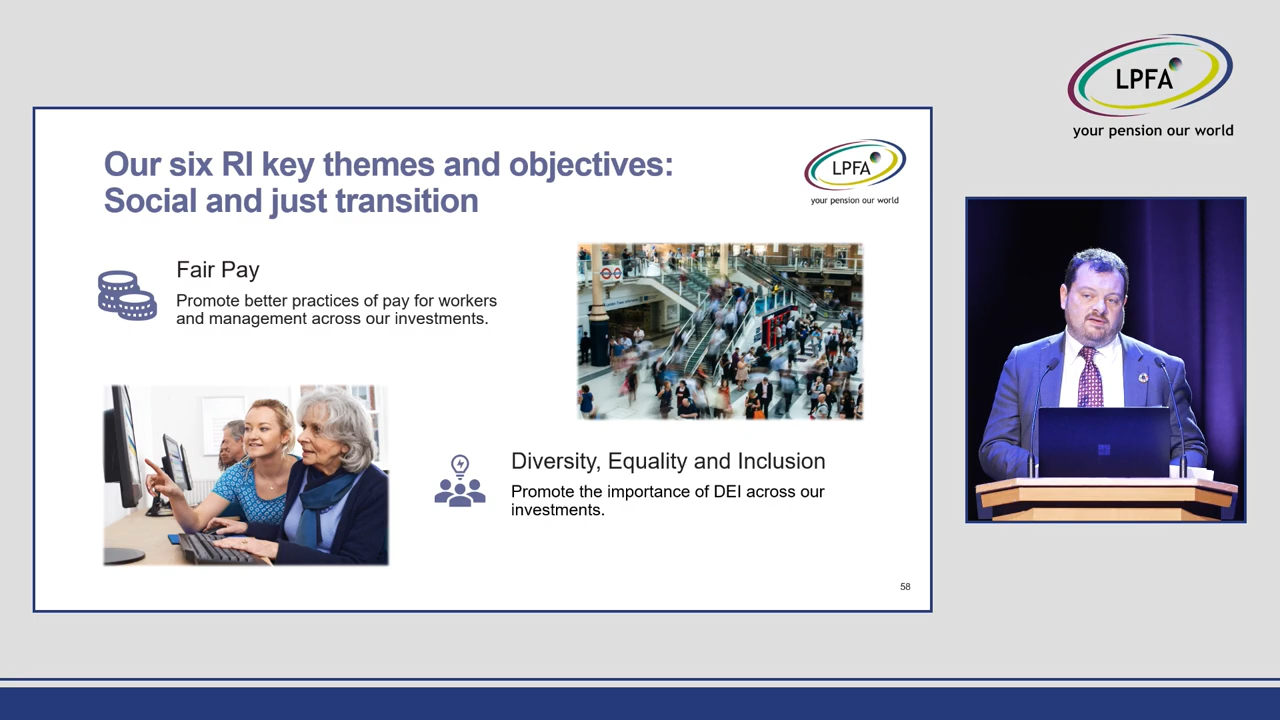 Our six RI key themes and objectives:
Social and just transition
LPFA
your pension our world
Fair Pay
Promote better practices of pay for workers
and management across our investments.
Diversity, Equality and Inclusion
Promote the importance of DEI across our
investments.
58
LPFA
your pension our world